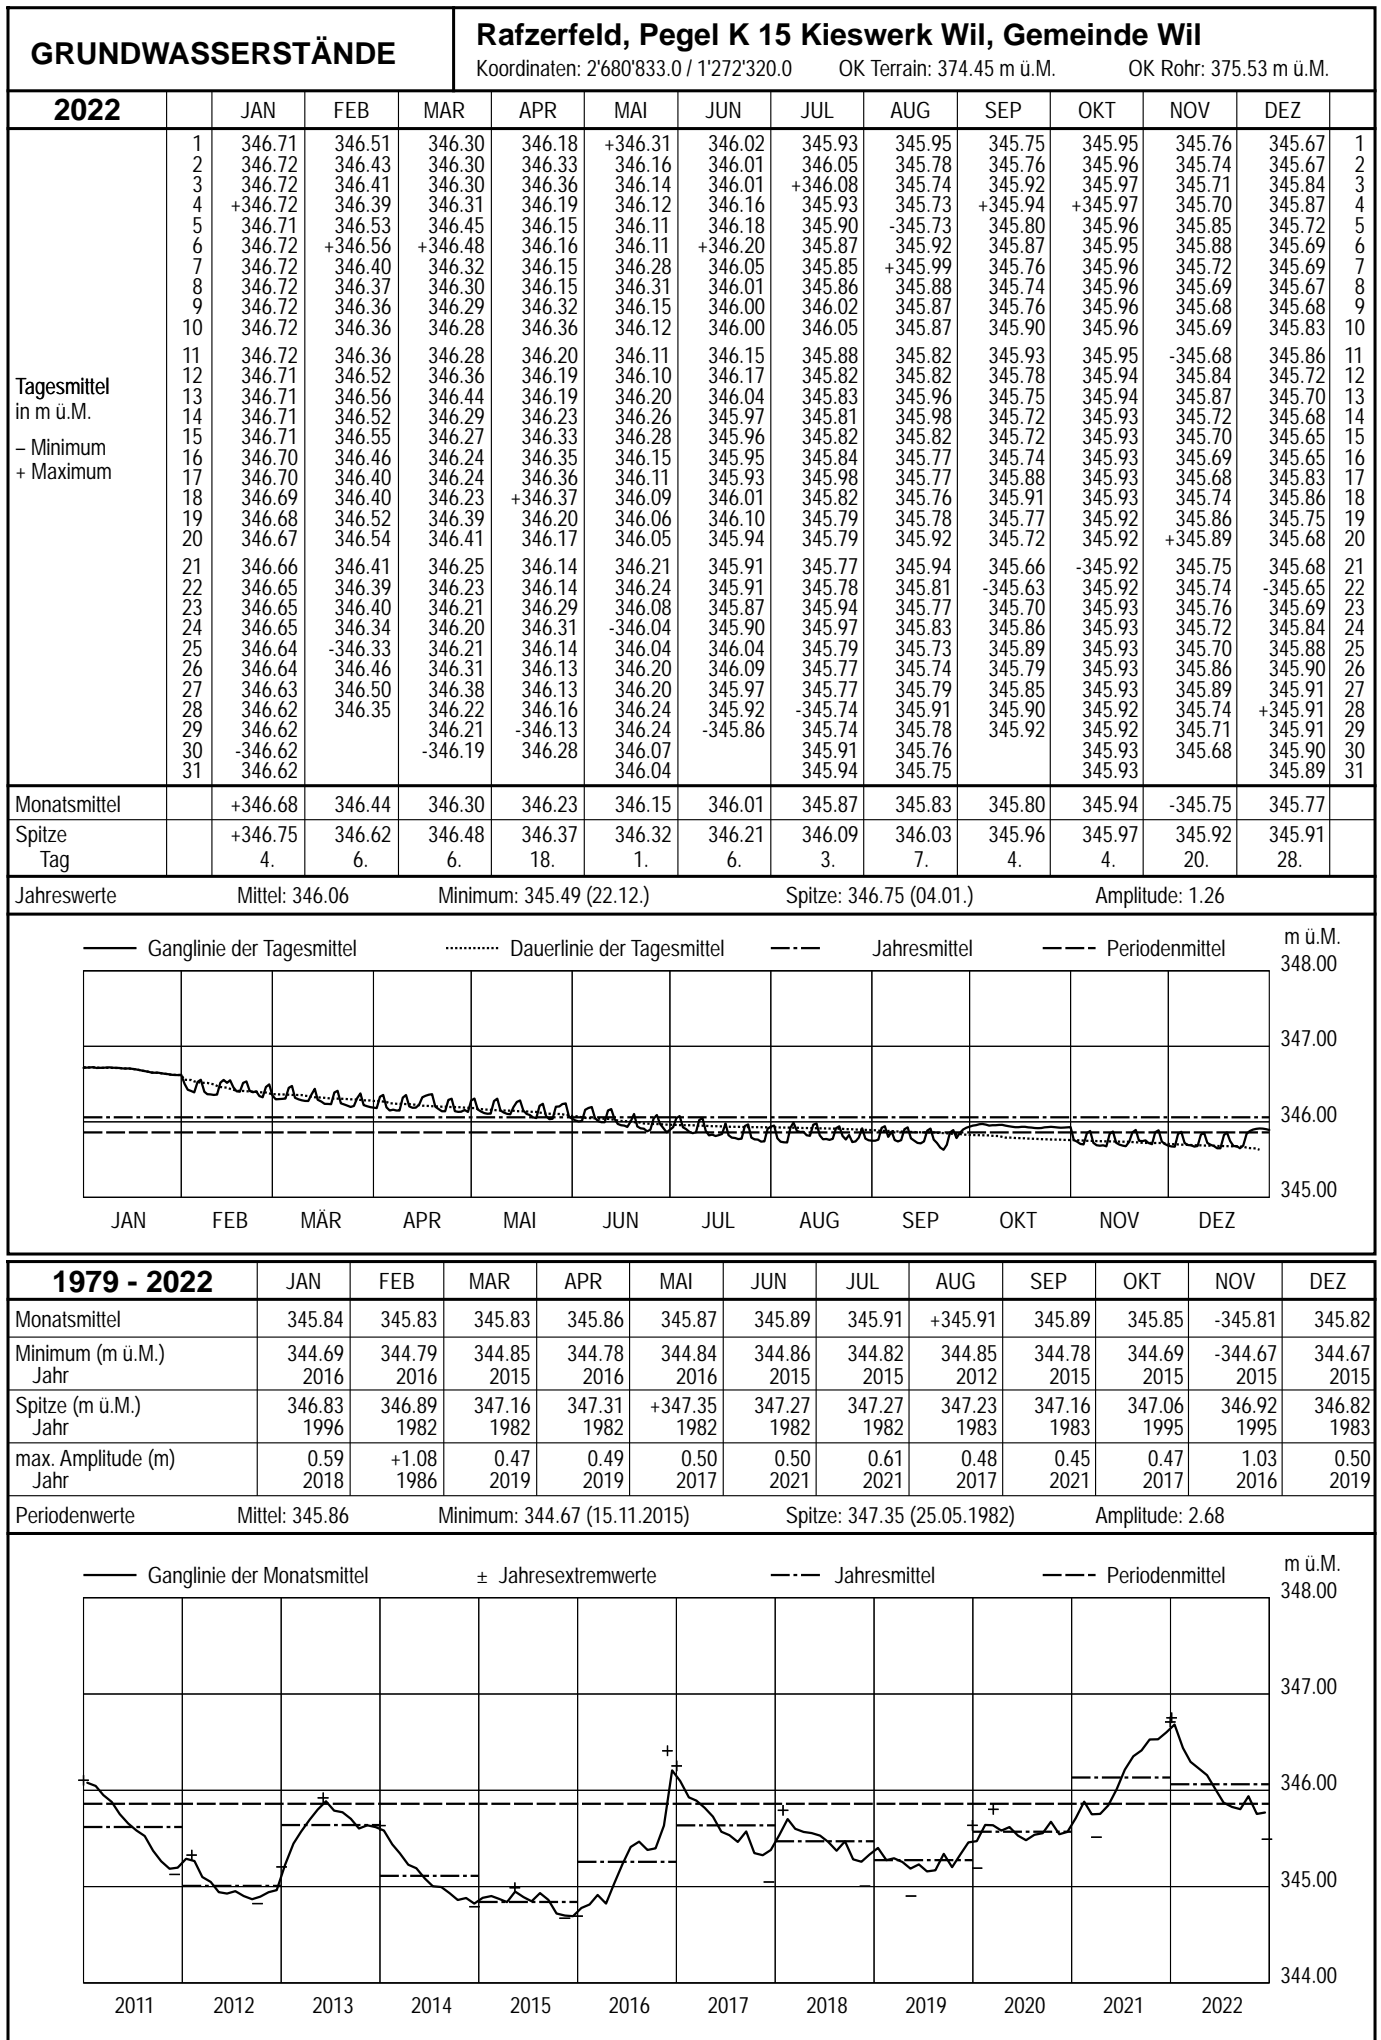 GRUNDWASSERSTÄNDE
Rafzerfeld, Pegel K 15 Kieswerk Wil, Gemeinde Wil
Koordinaten: 2'680'833.0 / 1'272'320.0 OK Terrain: 374.45 m ü.M. OK Rohr: 375.53 m ü.M.
2022 JAN FEB MAR APR MAI JUN JUL AUG SEP OKT NOV DEZ
1 346.71 346.51 346.30 346.18 +346.31 346.02 345.93 345.95 345.75 345.95 345.76 345.67 1
2 346.72 346.43 346.30 346.33 346.16 346.01 346.05 345.78 345.76 345.96 345.74 345.67 2
3 346.72 346.41 346.30 346.36 346.14 346.01 +346.08 345.74 345.92 345.97 345.71 345.84 3
4 +346.72 346.39 346.31 346.19 346.12 346.16 345.93 345.73 +345.94 +345.97 345.70 345.87 4
5 346.71 346.53 346.45 346.15 346.11 346.18 345.90 -345.73 345.80 345.96 345.85 345.72 5
6 346.72 +346.56 +346.48 346.16 346.11 +346.20 345.87 345.92 345.87 345.95 345.88 345.69 6
7 346.72 346.40 346.32 346.15 346.28 346.05 345.85 +345.99 345.76 345.96 345.72 345.69 7
8 346.72 346.37 346.30 346.15 346.31 346.01 345.86 345.88 345.74 345.96 345.69 345.67 8
9 346.72 346.36 346.29 346.32 346.15 346.00 346.02 345.87 345.76 345.96 345.68 345.68 9
10 346.72 346.36 346.28 346.36 346.12 346.00 346.05 345.87 345.90 345.96 345.69 345.83 10
11 346.72 346.36 346.28 346.20 346.11 346.15 345.88 345.82 345.93 345.95 -345.68 345.86 11
12 346.71 346.52 346.36 346.19 346.10 346.17 345.82 345.82 345.78 345.94 345.84 345.72 12
Tagesmittel 13 346.71 346.56 346.44 346.19 346.20 346.04 345.83 345.96 345.75 345.94 345.87 345.70 13
in m ü.M. 14 346.71 346.52 346.29 346.23 346.26 345.97 345.81 345.98 345.72 345.93 345.72 345.68 14
15 346.71 346.55 346.27 346.33 346.28 345.96 345.82 345.82 345.72 345.93 345.70 345.65 15
– Minimum 16 346.70 346.46 346.24 346.35 346.15 345.95 345.84 345.77 345.74 345.93 345.69 345.65 16
+ Maximum 17 346.70 346.40 346.24 346.36 346.11 345.93 345.98 345.77 345.88 345.93 345.68 345.83 17
18 346.69 346.40 346.23 +346.37 346.09 346.01 345.82 345.76 345.91 345.93 345.74 345.86 18
19 346.68 346.52 346.39 346.20 346.06 346.10 345.79 345.78 345.77 345.92 345.86 345.75 19
20 346.67 346.54 346.41 346.17 346.05 345.94 345.79 345.92 345.72 345.92 +345.89 345.68 20
21 346.66 346.41 346.25 346.14 346.21 345.91 345.77 345.94 345.66 -345.92 345.75 345.68 21
22 346.65 346.39 346.23 346.14 346.24 345.91 345.78 345.81 -345.63 345.92 345.74 -345.65 22
23 346.65 346.40 346.21 346.29 346.08 345.87 345.94 345.77 345.70 345.93 345.76 345.69 23
24 346.65 346.34 346.20 346.31 -346.04 345.90 345.97 345.83 345.86 345.93 345.72 345.84 24
25 346.64 -346.33 346.21 346.14 346.04 346.04 345.79 345.73 345.89 345.93 345.70 345.88 25
26 346.64 346.46 346.31 346.13 346.20 346.09 345.77 345.74 345.79 345.93 345.86 345.90 26
27 346.63 346.50 346.38 346.13 346.20 345.97 345.77 345.79 345.85 345.93 345.89 345.91 27
28 346.62 346.35 346.22 346.16 346.24 345.92 -345.74 345.91 345.90 345.92 345.74 +345.91 28
29 346.62 346.21 -346.13 346.24 -345.86 345.74 345.78 345.92 345.92 345.71 345.91 29
30 -346.62 -346.19 346.28 346.07 345.91 345.76 345.93 345.68 345.90 30
31 346.62 346.04 345.94 345.75 345.93 345.89 31
Monatsmittel +346.68 346.44 346.30 346.23 346.15 346.01 345.87 345.83 345.80 345.94 -345.75 345.77
Spitze +346.75 346.62 346.48 346.37 346.32 346.21 346.09 346.03 345.96 345.97 345.92 345.91
Tag 4. 6. 6. 18. 1. 6. 3. 7. 4. 4. 20. 28.
Jahreswerte Mittel: 346.06 Minimum: 345.49 (22.12.) Spitze: 346.75 (04.01.) Amplitude: 1.26
Ganglinie der Tagesmittel Dauerlinie der Tagesmittel Jahresmittel Periodenmittel m ü.M.
348.00
347.00
346.00
345.00
JAN FEB MÄR APR MAI JUN JUL AUG SEP OKT NOV DEZ
1979 - 2022 JAN FEB MAR APR MAI JUN JUL AUG SEP OKT NOV DEZ
Monatsmittel 345.84 345.83 345.83 345.86 345.87 345.89 345.91 +345.91 345.89 345.85 -345.81 345.82
Minimum (m ü.M.) 344.69 344.79 344.85 344.78 344.84 344.86 344.82 344.85 344.78 344.69 -344.67 344.67
Jahr 2016 2016 2015 2016 2016 2015 2015 2012 2015 2015 2015 2015
Spitze (m ü.M.) 346.83 346.89 347.16 347.31 +347.35 347.27 347.27 347.23 347.16 347.06 346.92 346.82
Jahr 1996 1982 1982 1982 1982 1982 1982 1983 1983 1995 1995 1983
max. Amplitude (m) 0.59 +1.08 0.47 0.49 0.50 0.50 0.61 0.48 0.45 0.47 1.03 0.50
Jahr 2018 1986 2019 2019 2017 2021 2021 2017 2021 2017 2016 2019
Periodenwerte Mittel: 345.86 Minimum: 344.67 (15.11.2015) Spitze: 347.35 (25.05.1982) Amplitude: 2.68
Ganglinie der Monatsmittel ± Jahresextremwerte Jahresmittel Periodenmittel m ü.M.
348.00
347.00
346.00
345.00
344.00
2011 2012 2013 2014 2015 2016 2017 2018 2019 2020 2021 2022